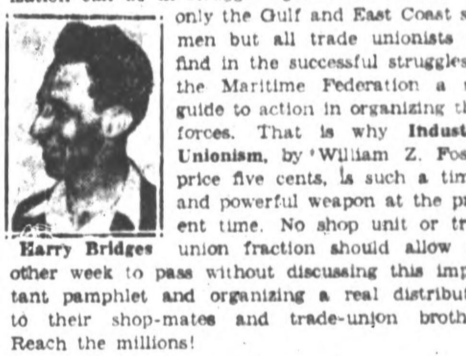 only the Gulf and East Coast s
men but all trade unionists
find in the successful struggles
the Maritime Federation a
guide to action in organizing th
forces. That is why Indust
Unionism, by William Z. Fos
price five cents, is such a tim
and powerful weapon at the pr
ent time. No shop unit or tr
Harry Bridges union fraction should allow
other week to pass without discussing this imp
tant pamphlet and organizing a real distribut
to their shop-mates and trade-union broth
Reach the millions!